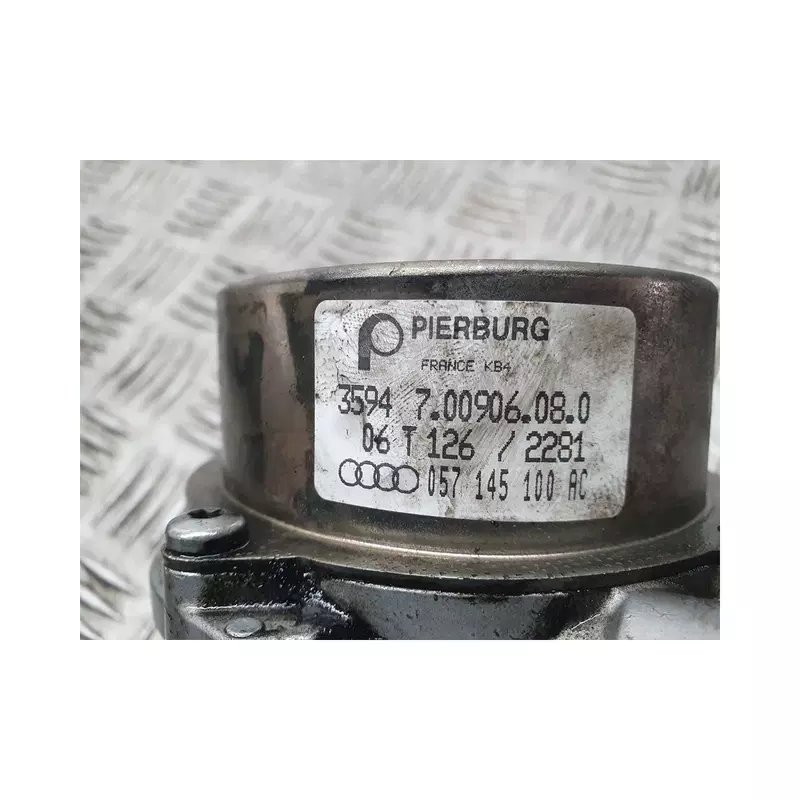 PIERBURG
FRANCE KB4
3594 7.00906.08.0
06 T 126 / 2281
057 145 100 AC